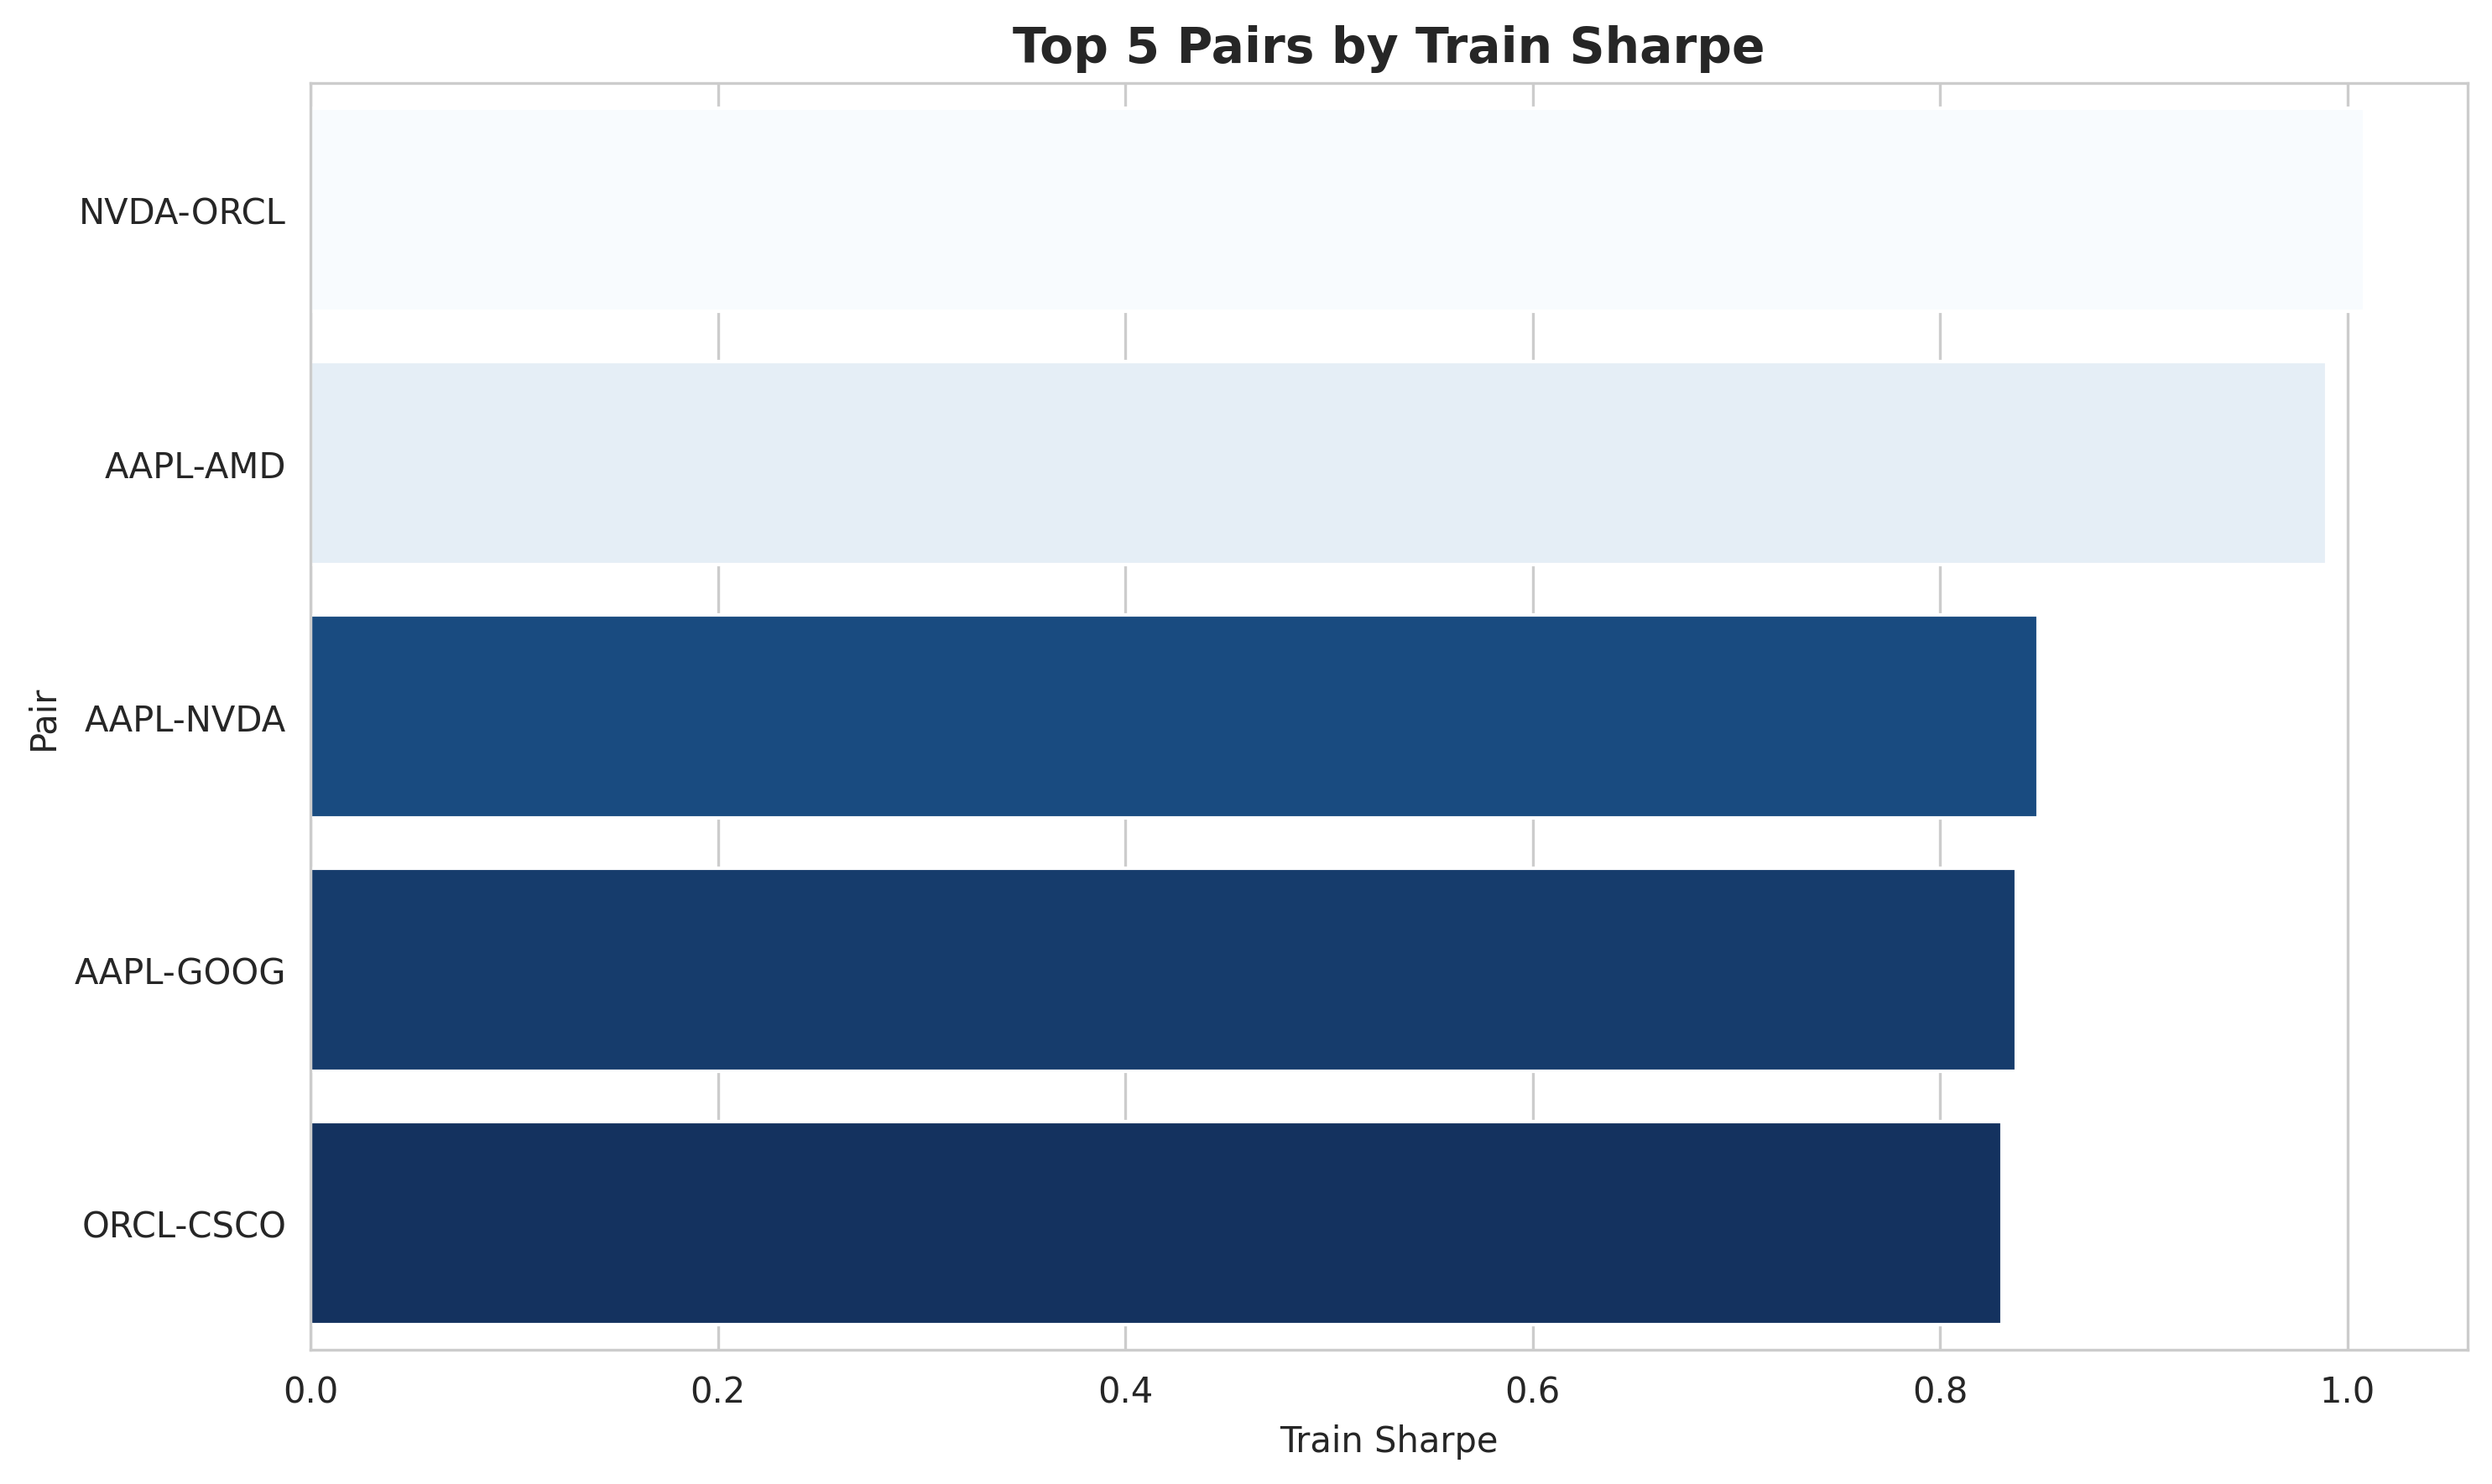 Top 5 Pairs by Train Sharpe
NVDA-ORCL
AAPL-AMD
AAPL-NVDA
AAPL-GOOG
ORCL-CSCO
Pair
0.0 0.2 0.4 0.6 0.8 1.0
Train Sharpe